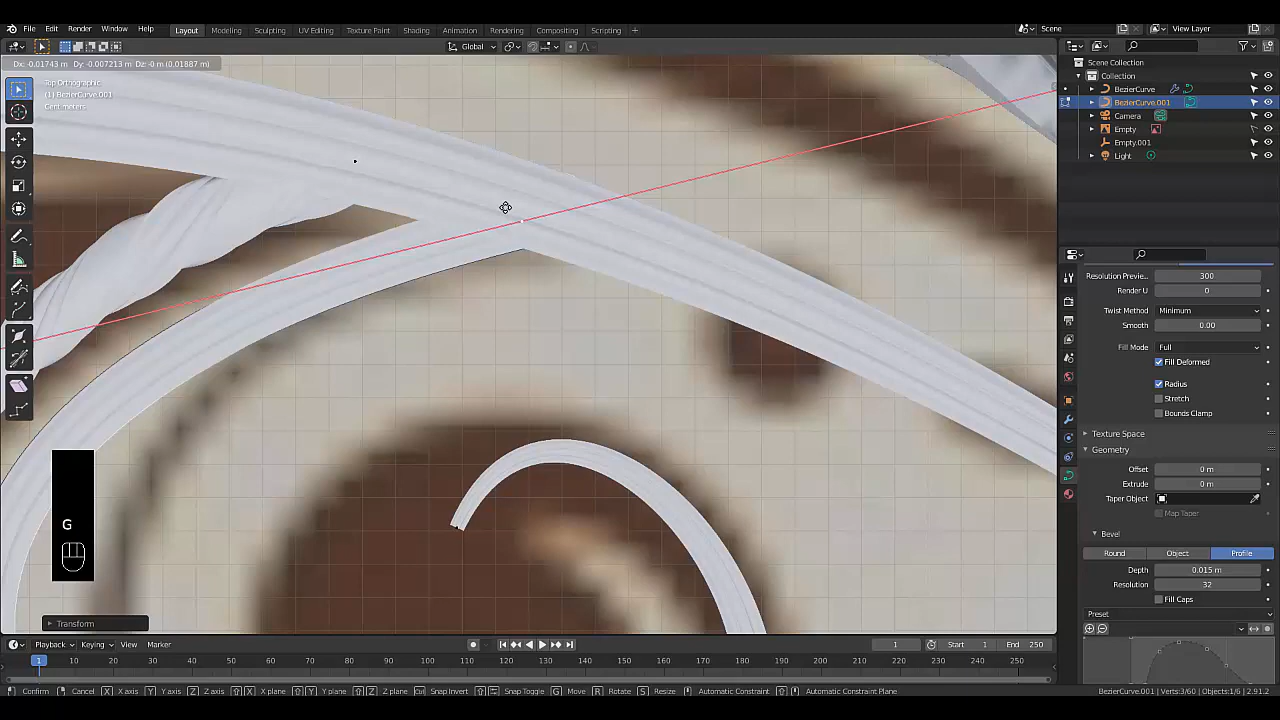 File Edit Render Window Help Layout Modeling Sculpting UV Editing Texture Paint Shading Animation Rendering Compositing Scripting + Scene View Layer
Global
Dx: -0.01743 m Dy: -0.007213 m Dz: -0 m (0.01887 m)
Top Orthographic
(1) BezierCurve.001
Centimeters
Scene Collection
Collection
BezierCurve
BezierCurve.001
Camera
Empty
Empty.001
Light
Resolution Previe... 300
Render U 0
Twist Method Minimum
Smooth 0.00
Fill Mode Full
Fill Deformed
Radius
Stretch
Bounds Clamp
Texture Space
Geometry
Offset 0 m
Extrude 0 m
Taper Object
Map Taper
Bevel
Round Object Profile
Depth 0.015 m
Resolution 32
Fill Caps
Preset
G
Transform
Playback Keying View Marker 1 Start 1 End 250
1 10 20 30 40 50 60 70 80 90 100 110 120 130 140 150 160 170 180 190 200 210 220 230 240 250
Confirm Cancel X X axis Y Y axis Z Z axis X X plane Y Y plane Z Z plane Snap Invert Snap Toggle G Move R Rotate S Resize Automatic Constraint Automatic Constraint Plane BezierCurve.001 | Verts:3/60 | Objects:1/6 | 2.91.2